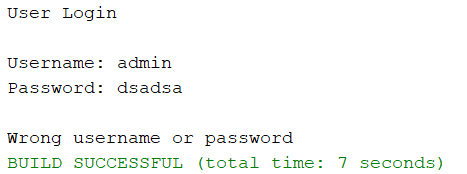 User Login
Username: admin
Password: dsadsa
Wrong username or password
BUILD SUCCESSFUL (total time: 7 seconds)